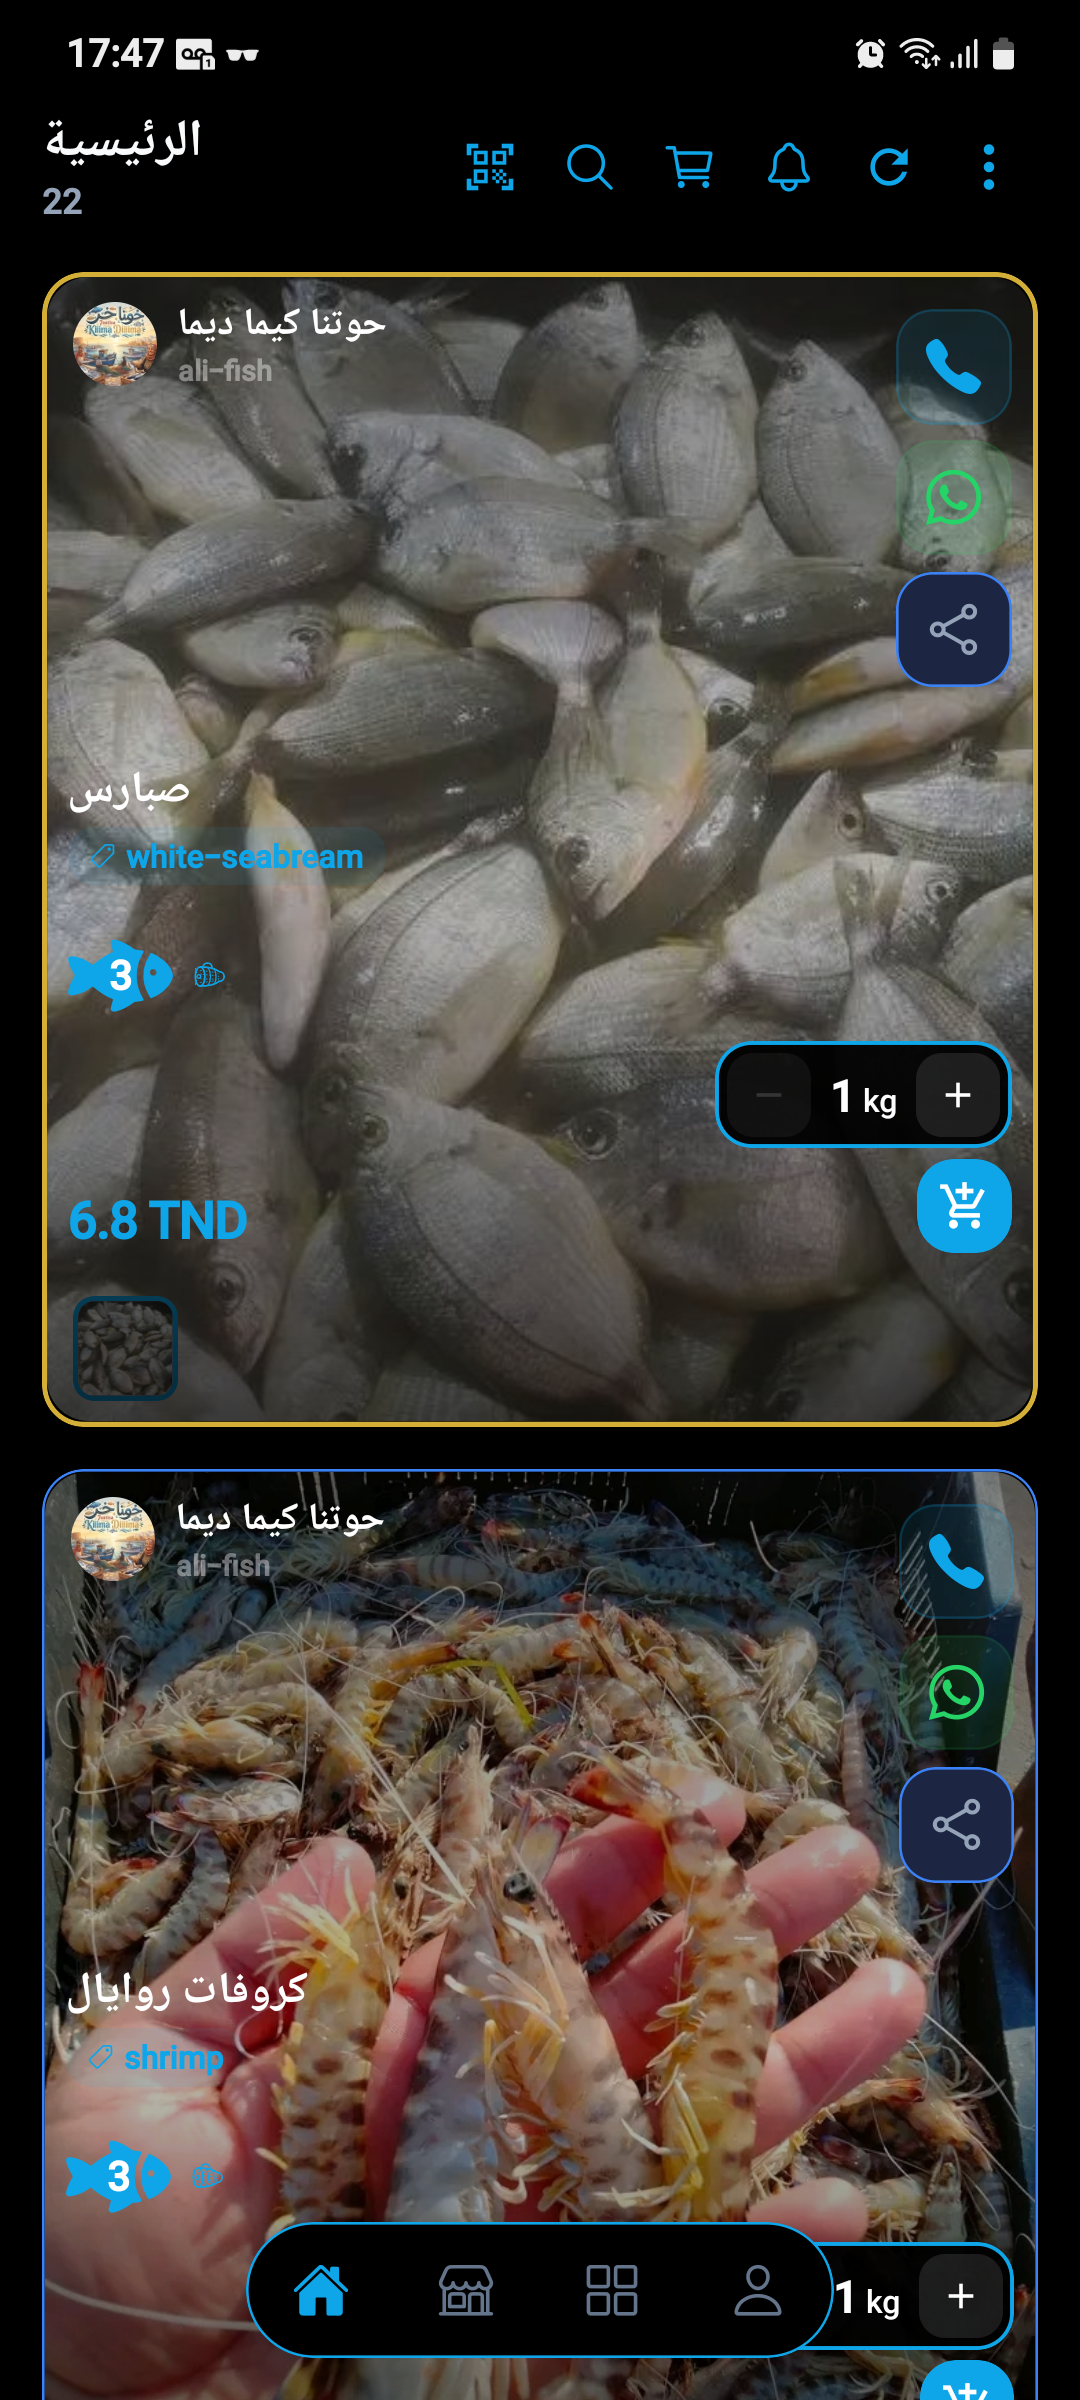 17:47
الرئيسية
22
حوتنا كيما ديما
ali-fish
صبارس
white-seabream
3
1 kg
6.8 TND
حوتنا كيما ديما
ali-fish
كروفات روايال
shrimp
3
1 kg